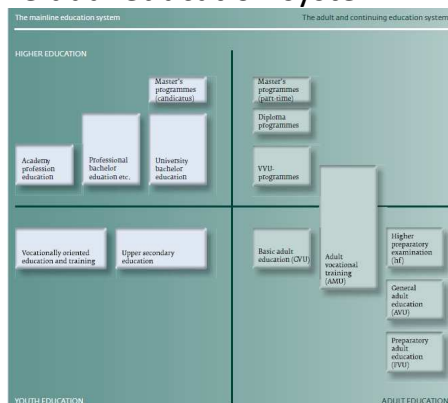 The mainline education system
The adult and continuing education system
HIGHER EDUCATION
Master's
programmes
(candidatus)
Academy
profession
education
Professional
bachelor
eduation etc.
University
bachelor
education
Master's
programmes
(part-time)
Diploma
programmes
VVU-
programmes
Vocationally oriented
education and training
Upper secondary
education
Basic adult
education (GVU)
Adult
vocational
training
(AMU)
Higher
preparatory
examination
(hf)
General
adult
education
(AVU)
Preparatory
adult
education
(FVU)
YOUTH EDUCATION
ADULT EDUCATION